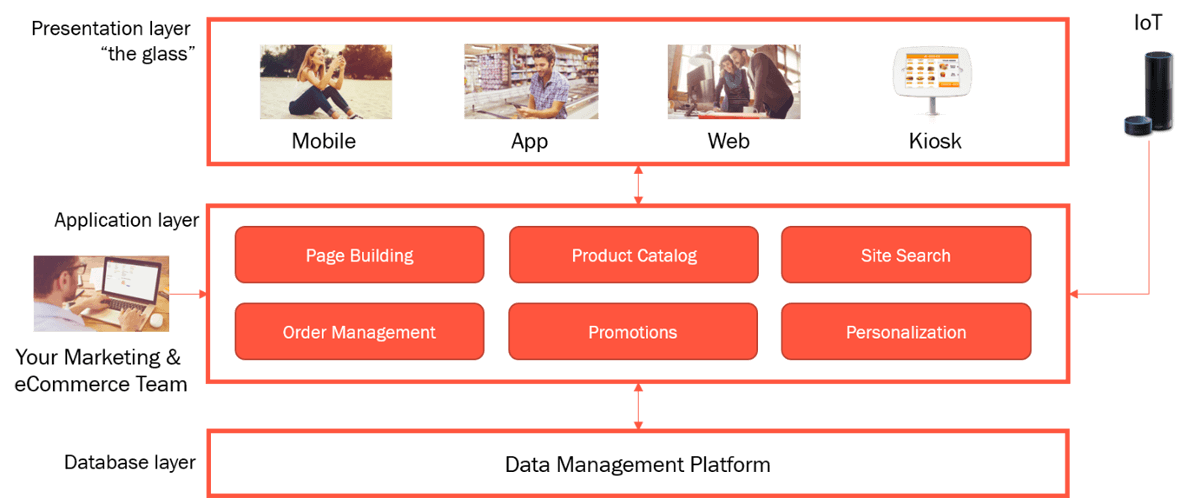 Presentation layer
“the glass”
IoT
Mobile
App
Web
Kiosk
Application layer
Page Building
Product Catalog
Site Search
Order Management
Promotions
Personalization
Your Marketing &
eCommerce Team
Database layer
Data Management Platform